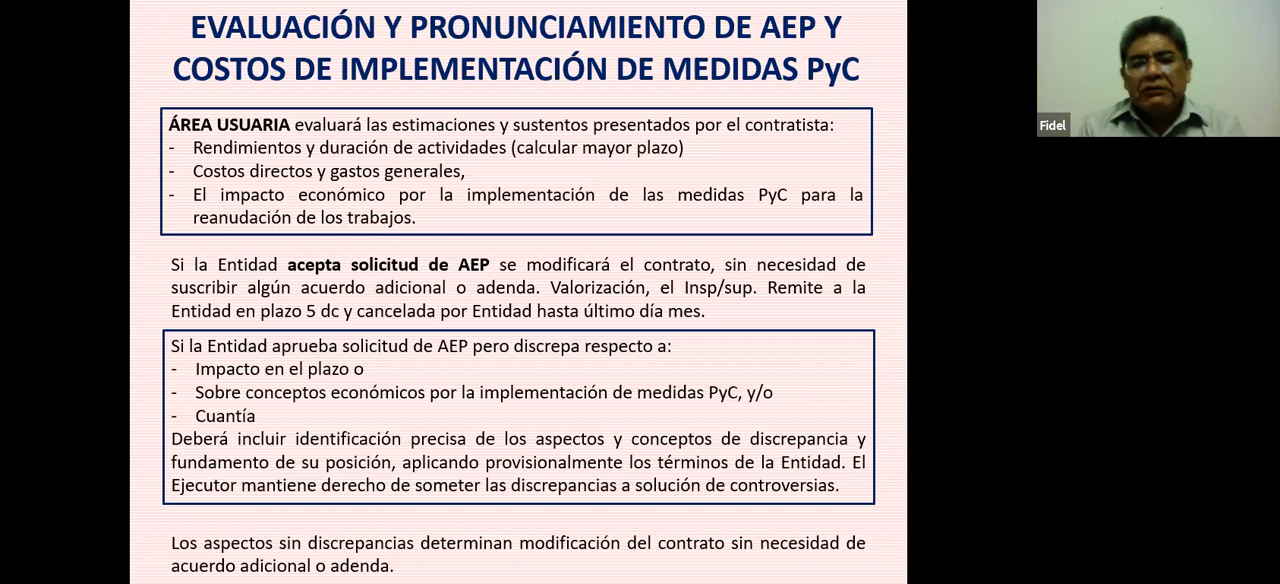 EVALUACIÓN Y PRONUNCIAMIENTO DE AEP Y
COSTOS DE IMPLEMENTACIÓN DE MEDIDAS PyC
ÁREA USUARIA evaluará las estimaciones y sustentos presentados por el contratista:
- Rendimientos y duración de actividades (calcular mayor plazo)
- Costos directos y gastos generales,
- El impacto económico por la implementación de las medidas PyC para la
reanudación de los trabajos.
Si la Entidad acepta solicitud de AEP se modificará el contrato, sin necesidad de
suscribir algún acuerdo adicional o adenda. Valorización, el Insp/sup. Remite a la
Entidad en plazo 5 dc y cancelada por Entidad hasta último día mes.
Si la Entidad aprueba solicitud de AEP pero discrepa respecto a:
- Impacto en el plazo o
- Sobre conceptos económicos por la implementación de medidas PyC, y/o
- Cuantía
Deberá incluir identificación precisa de los aspectos y conceptos de discrepancia y
fundamento de su posición, aplicando provisionalmente los términos de la Entidad. El
Ejecutor mantiene derecho de someter las discrepancias a solución de controversias.
Los aspectos sin discrepancias determinan modificación del contrato sin necesidad de
acuerdo adicional o adenda.
Fidel